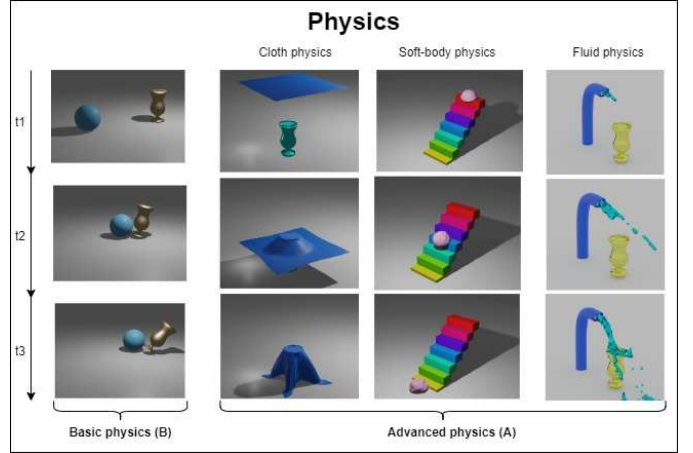 Physics
Cloth physics
Soft-body physics
Fluid physics
t1
t2
t3
Basic physics (B)
Advanced physics (A)